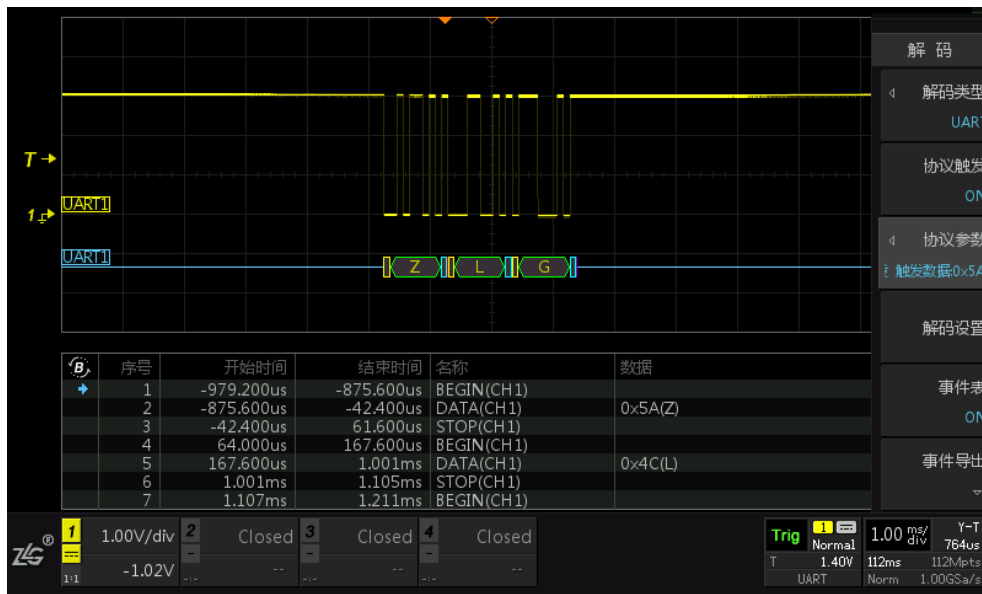 解 码
解码类型
UART
T
协议触发
ON
UART1
1
协议参数
触发数据:0x5A
UART1
Z L G
解码设置
B 序号 开始时间 结束时间 名称 数据
1 -979.200us -875.600us BEGIN(CH1)
2 -875.600us -42.400us DATA(CH1) 0x5A(Z)
3 -42.400us 61.600us STOP(CH1)
4 64.000us 167.600us BEGIN(CH1)
5 167.600us 1.001ms DATA(CH1) 0x4C(L)
6 1.001ms 1.105ms STOP(CH1)
7 1.107ms 1.211ms BEGIN(CH1)
事件表
ON
事件导出
ZLG®
1 1.00V/div 2 Closed 3 Closed 4 Closed
1:1 -1.02V -:- -- -:- -- -:- --
Trig 1 Normal 1.00 ms/div Y-T 764us
T 1.40V 112ms 112Mpts
UART Norm 1.00GSa/s